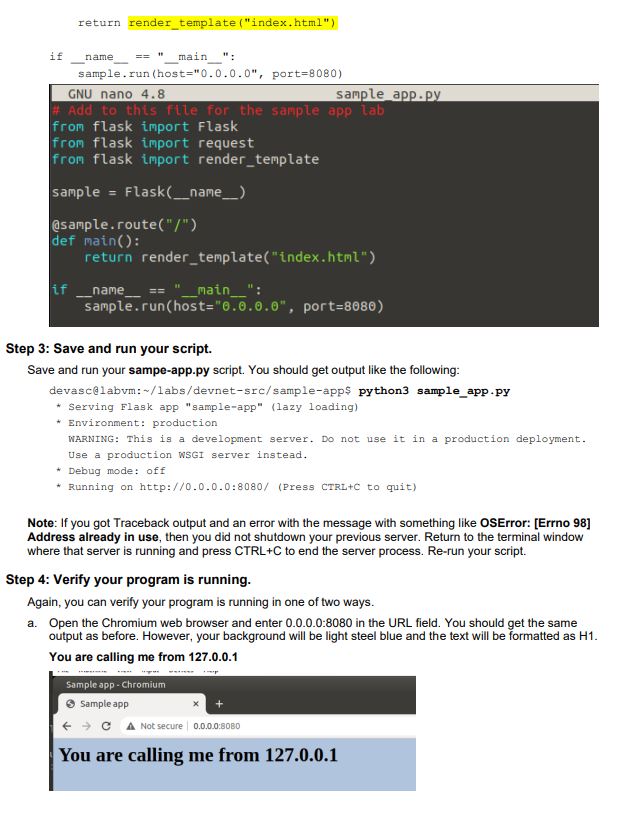 return render_template("index.html")
if __name__ == "__main__":
sample.run(host="0.0.0.0", port=8080)
GNU nano 4.8 sample_app.py
# Add to this file for the sample app lab
from flask import Flask
from flask import request
from flask import render_template
sample = Flask(__name__)
@sample.route("/")
def main():
return render_template("index.html")
if __name__ == "__main__":
sample.run(host="0.0.0.0", port=8080)
Step 3: Save and run your script.
Save and run your sampe-app.py script. You should get output like the following:
devasc@labvm:~/labs/devnet-src/sample-app$ python3 sample_app.py
* Serving Flask app "sample-app" (lazy loading)
* Environment: production
WARNING: This is a development server. Do not use it in a production deployment.
Use a production WSGI server instead.
* Debug mode: off
* Running on http://0.0.0.0:8080/ (Press CTRL+C to quit)
Note: If you got Traceback output and an error with the message with something like OSError: [Errno 98]
Address already in use, then you did not shutdown your previous server. Return to the terminal window
where that server is running and press CTRL+C to end the server process. Re-run your script.
Step 4: Verify your program is running.
Again, you can verify your program is running in one of two ways.
a. Open the Chromium web browser and enter 0.0.0.0:8080 in the URL field. You should get the same
output as before. However, your background will be light steel blue and the text will be formatted as H1.
You are calling me from 127.0.0.1
Sample app - Chromium
Sample app × +
Not secure | 0.0.0.0:8080
You are calling me from 127.0.0.1